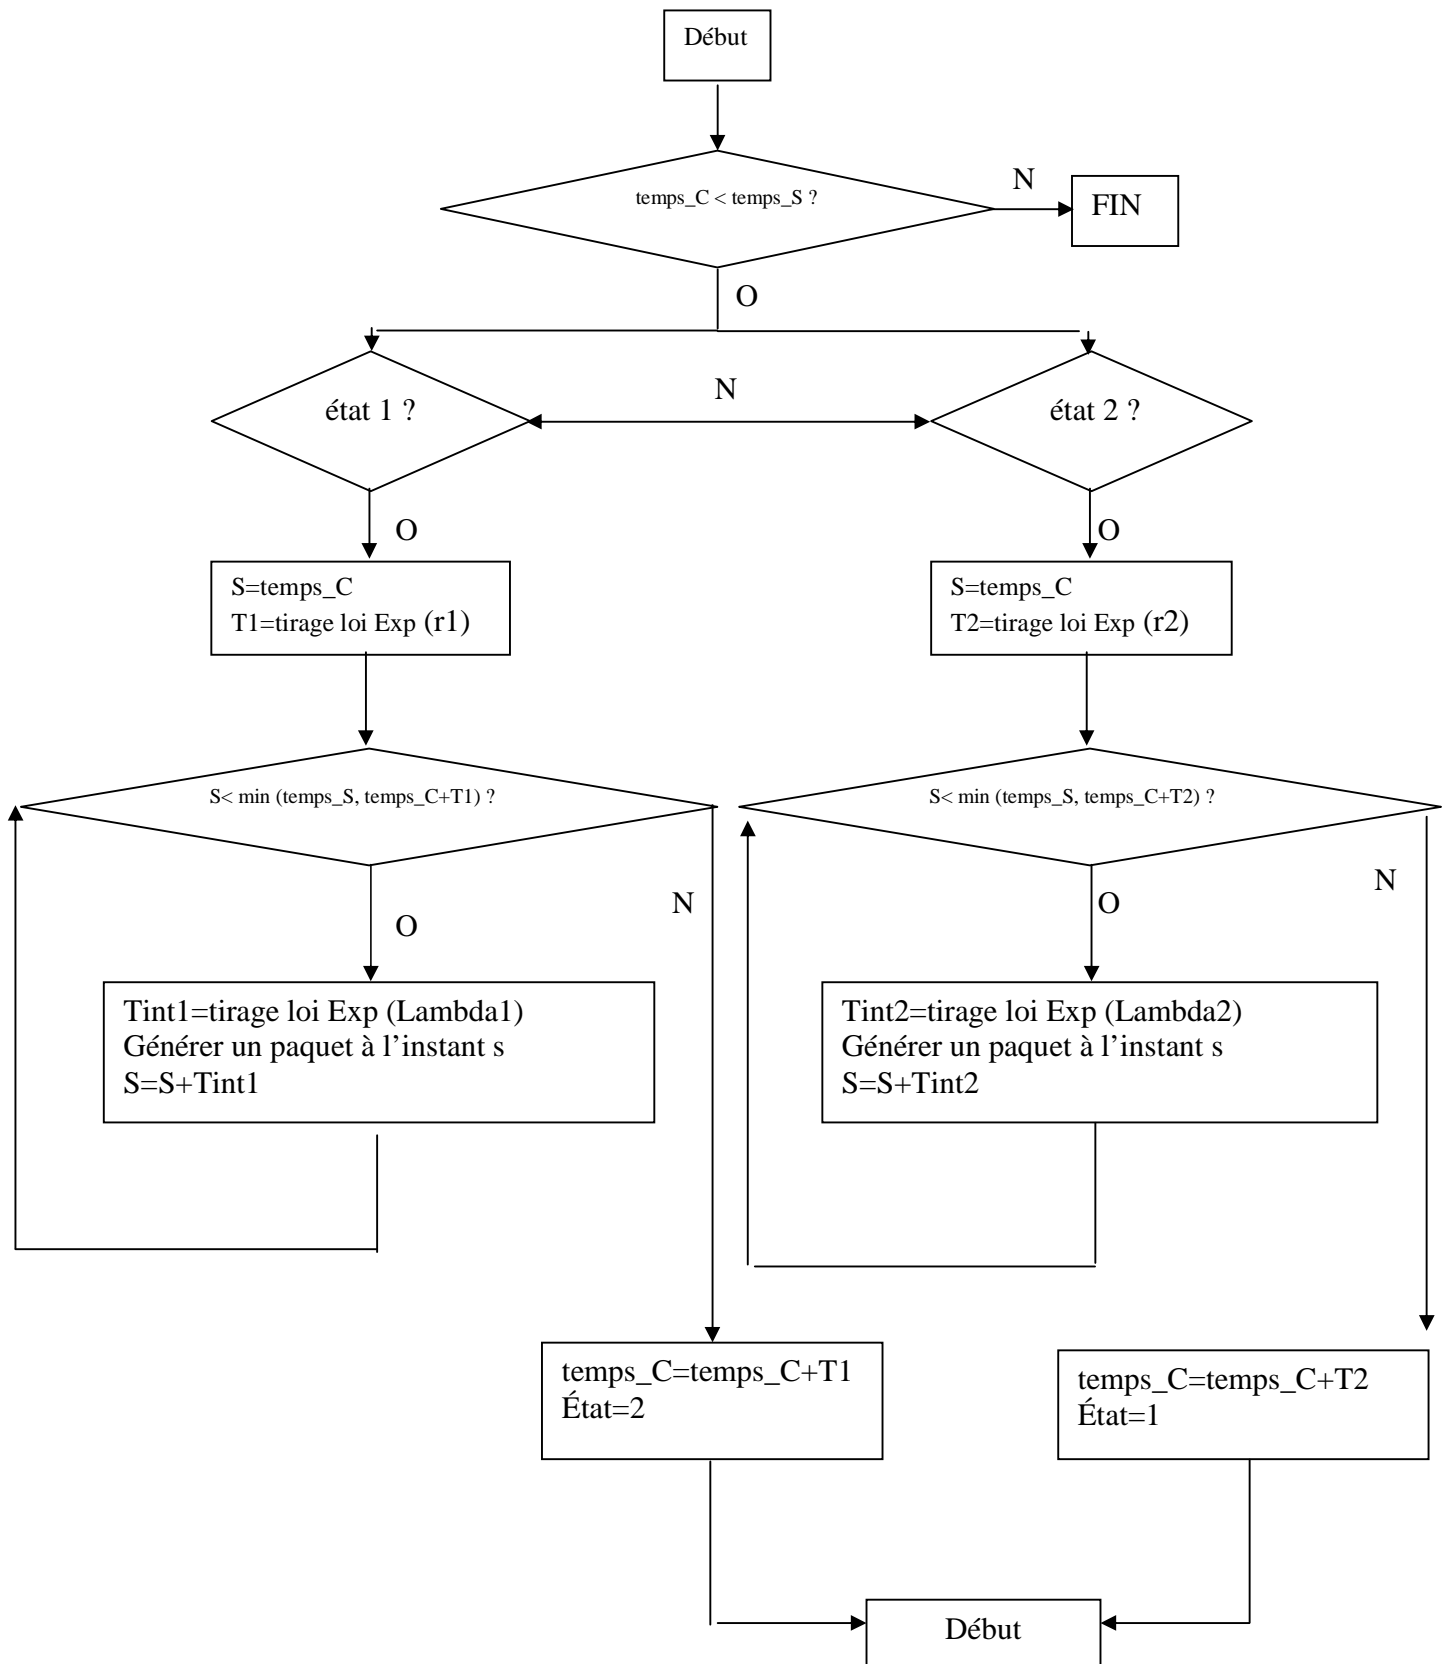 Début
temps_C < temps_S ?
N
FIN
O
état 1 ?
N
état 2 ?
O
O
S=temps_C
T1=tirage loi Exp (r1)
S=temps_C
T2=tirage loi Exp (r2)
S< min (temps_S, temps_C+T1) ?
S< min (temps_S, temps_C+T2) ?
N
N
O
O
Tint1=tirage loi Exp (Lambda1)
Générer un paquet à l’instant s
S=S+Tint1
Tint2=tirage loi Exp (Lambda2)
Générer un paquet à l’instant s
S=S+Tint2
temps_C=temps_C+T1
État=2
temps_C=temps_C+T2
État=1
Début